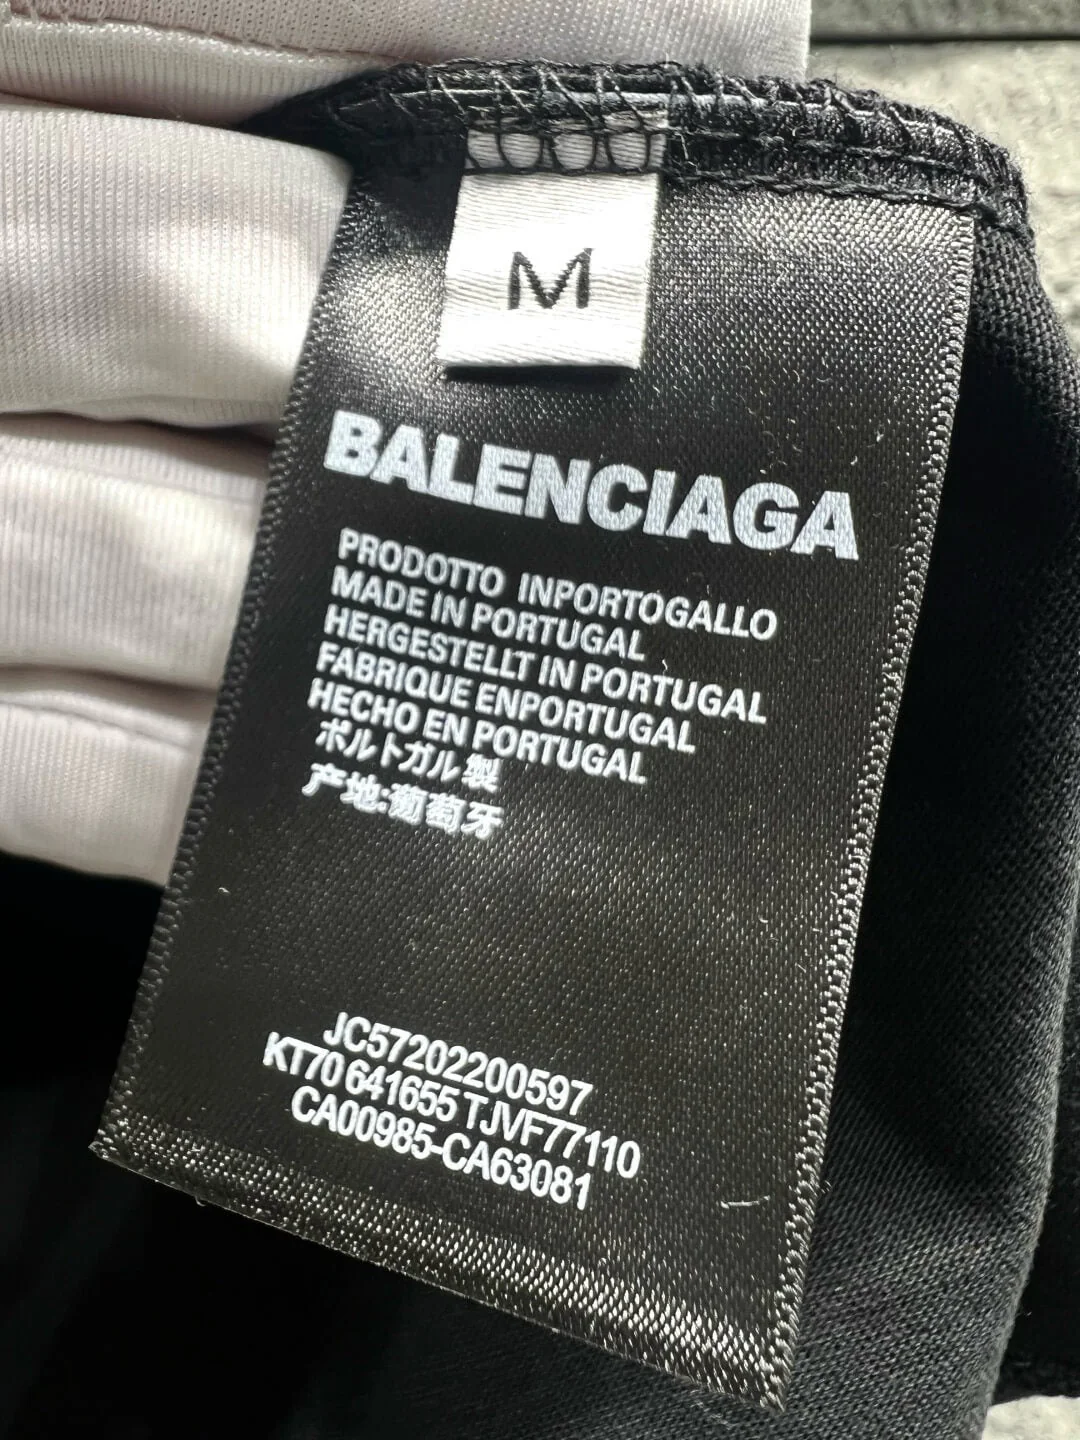 M
BALENCIAGA
PRODOTTO INPORTOGALLO
MADE IN PORTUGAL
HERGESTELLT IN PORTUGAL
FABRIQUE ENPORTUGAL
HECHO EN PORTUGAL
ポルトガル製
产地:葡萄牙
JC57202200597
KT70 641655 TJVF77110
CA00985-CA63081